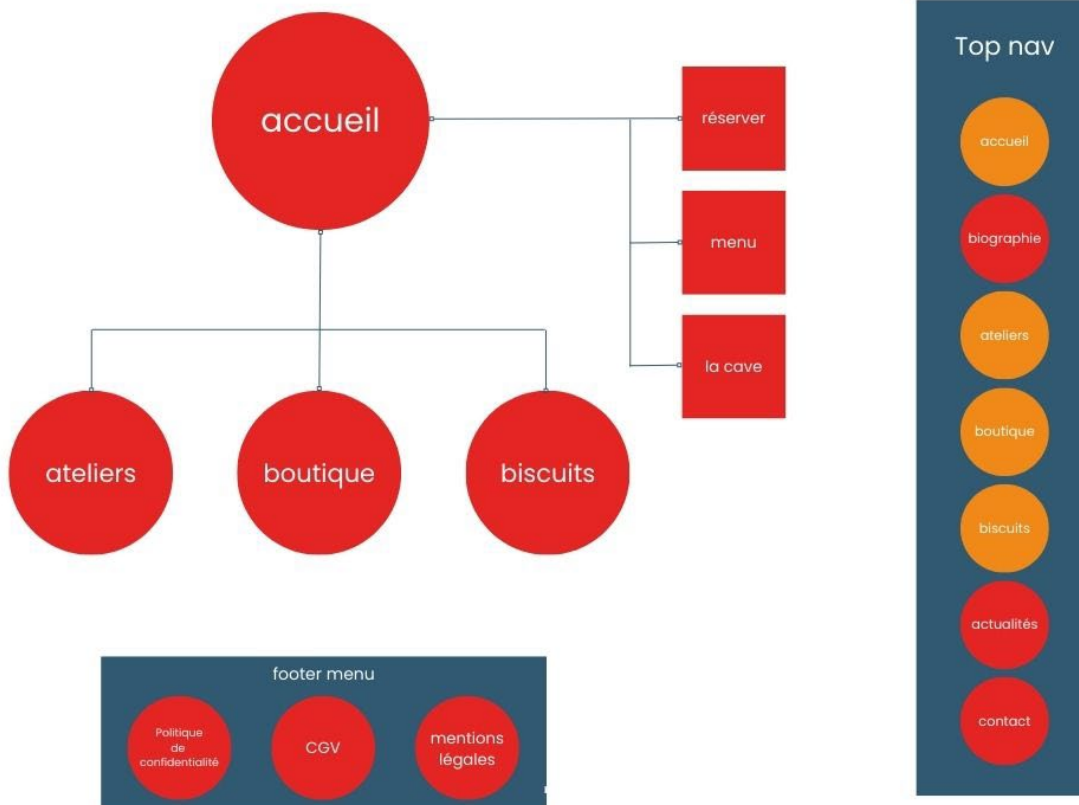 accueil
réserver
menu
la cave
ateliers
boutique
biscuits
footer menu
Politique
de
confidentialité
CGV
mentions
légales
Top nav
accueil
biographie
ateliers
boutique
biscuits
actualités
contact